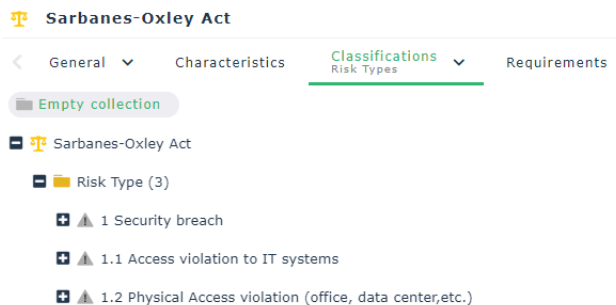 Sarbanes-Oxley Act
General Characteristics Classifications Requirements
Risk Types
Empty collection
Sarbanes-Oxley Act
Risk Type (3)
1 Security breach
1.1 Access violation to IT systems
1.2 Physical Access violation (office, data center,etc.)